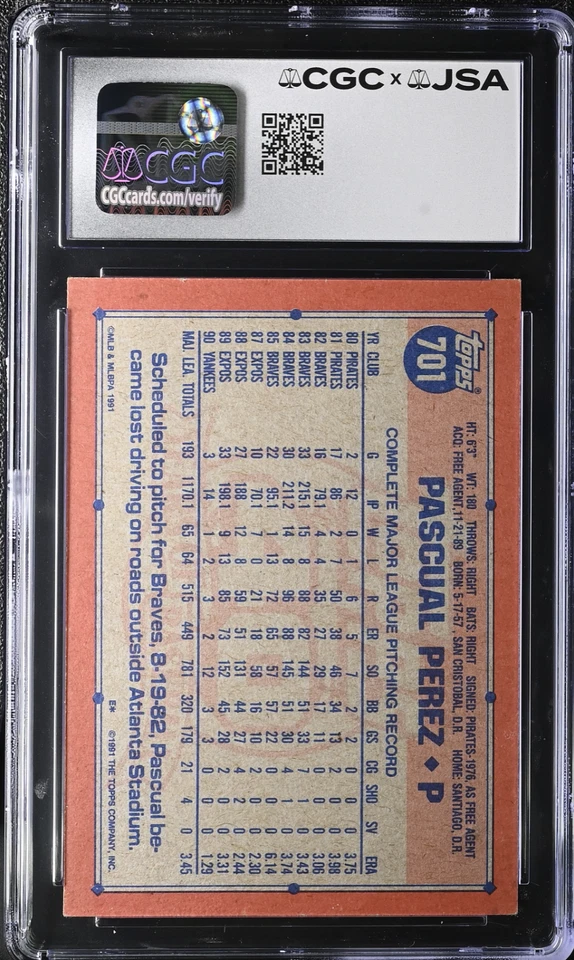 CGC x JSA
CGC
CGCcards.com/verify
topps®
701
HT: 6'3" WT: 180 THROWS: RIGHT BATS: RIGHT SIGNED: PIRATES-1976, AS FREE AGENT
ACQ: FREE AGENT, 11-21-89 BORN: 5-17-57, SAN CRISTOBAL, D.R. HOME: SANTIAGO, D.R.
PASCUAL PEREZ ♦ P
COMPLETE MAJOR LEAGUE PITCHING RECORD
YR CLUB G IP W L R ER SO BB GS CG SHO SV ERA
80 PIRATES 2 12 0 1 6 5 7 2 2 0 0 0 3.75
81 PIRATES 17 86 2 7 50 38 46 34 13 2 0 0 3.98
82 BRAVES 16 79.1 4 4 35 27 29 17 11 0 0 0 3.06
83 BRAVES 33 215.1 15 8 88 82 144 51 33 7 1 0 3.43
84 BRAVES 30 211.2 14 8 96 88 145 51 30 4 1 0 3.74
85 BRAVES 22 95.1 1 13 72 65 57 57 22 0 0 0 6.14
87 EXPOS 10 70.1 7 0 21 18 58 16 10 2 0 0 2.30
88 EXPOS 27 188 12 8 59 51 131 44 27 4 2 0 2.44
89 EXPOS 33 198.1 9 13 85 73 152 45 28 2 0 0 3.31
90 YANKEES 3 14 1 2 3 2 12 3 3 0 0 0 1.29
MAJ. LEA. TOTALS 193 1170.1 65 64 515 449 781 320 179 21 4 0 3.45
Scheduled to pitch for Braves, 8-19-82, Pascual be-
came lost driving on roads outside Atlanta Stadium.
©MLB & MLBPA 1991 E* ©1991 THE TOPPS COMPANY, INC.